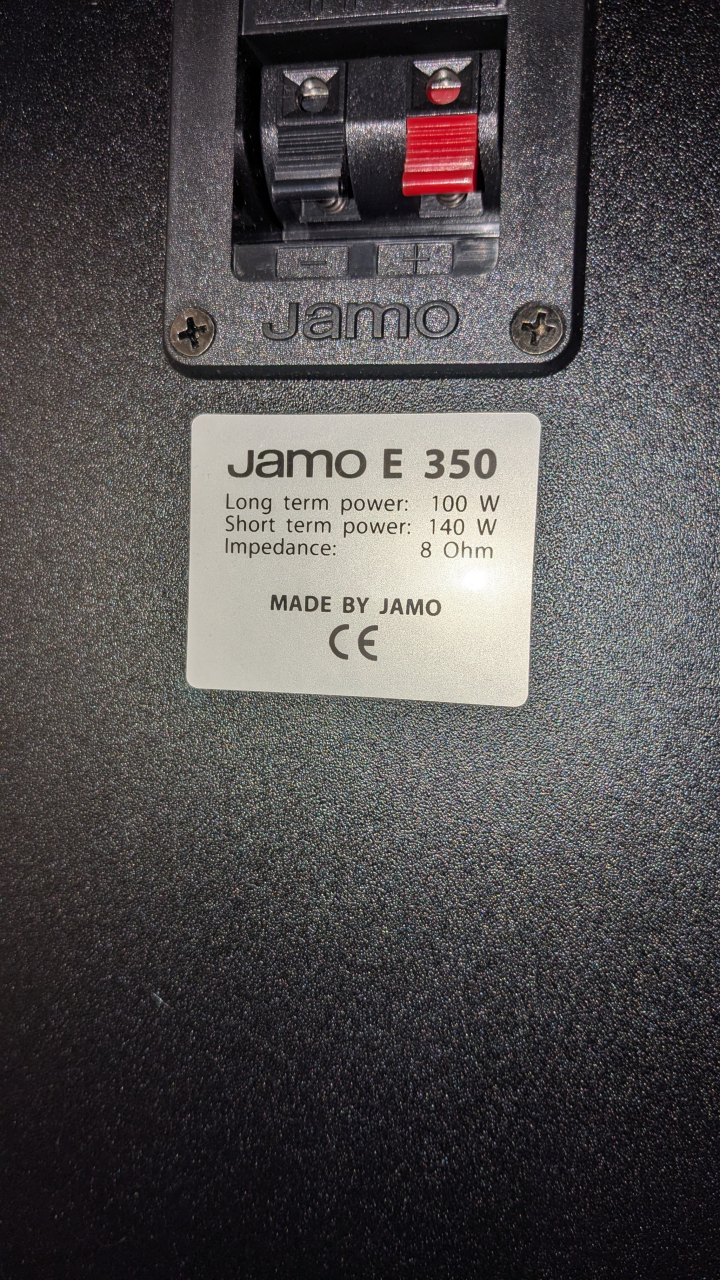 - +
Jamo
Jamo E 350
Long term power: 100 W
Short term power: 140 W
Impedance: 8 Ohm
MADE BY JAMO
CE